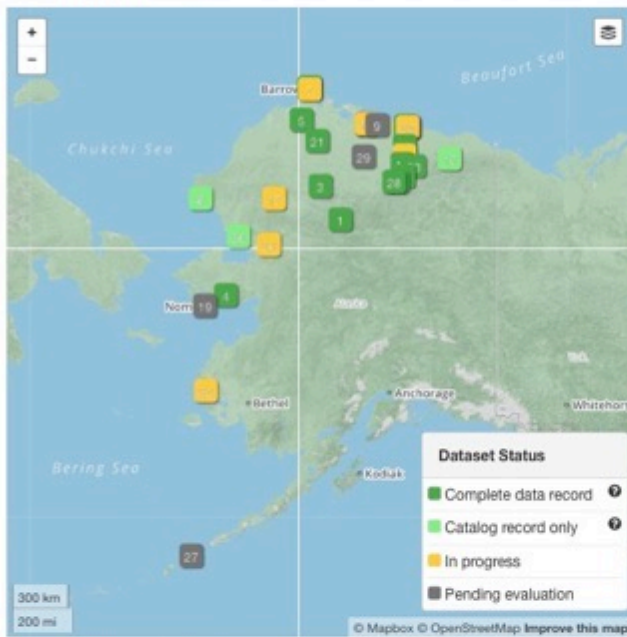 +
−
Barrow
Beaufort Sea
Chukchi Sea
5
9
21
29
28
3
1
4
Nome
19
Alaska
Bethel
Anchorage
Whitehorse
Bering Sea
Kodiak
27
Dataset Status
Complete data record ?
Catalog record only ?
In progress
Pending evaluation
300 km
200 mi
© Mapbox © OpenStreetMap Improve this map